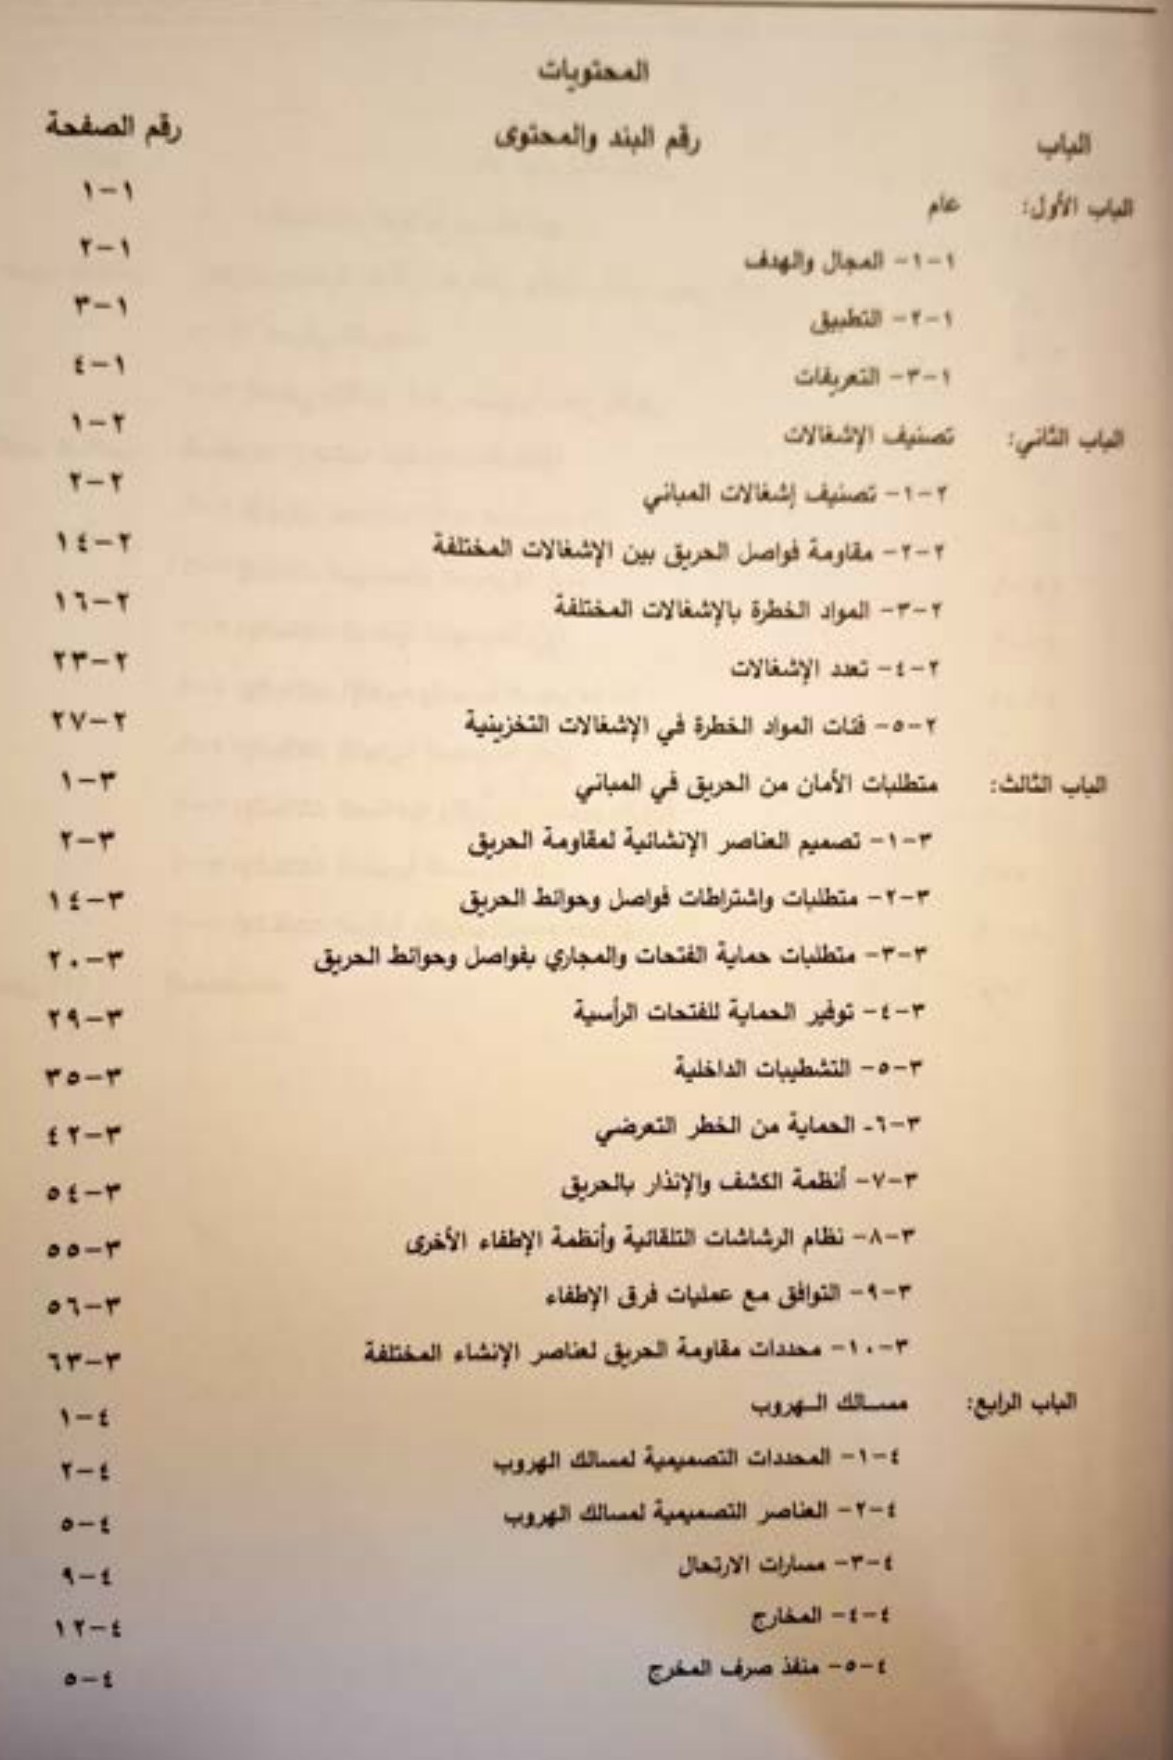 المحتويات
الباب رقم البند والمحتوى رقم الصفحة
الباب الأول: عام ١-١
١-١- المجال والهدف ١-٢
١-٢- التطبيق ١-٣
١-٣- التعريفات ١-٤
الباب الثاني: تصنيف الإشغالات ٢-١
٢-١- تصنيف إشغالات المباني ٢-٢
٢-٢- مقاومة فواصل الحريق بين الإشغالات المختلفة ٢-١٤
٢-٣- المواد الخطرة بالإشغالات المختلفة ٢-١٦
٢-٤- تعدد الإشغالات ٢-٢٣
٢-٥- فئات المواد الخطرة في الإشغالات التخزينية ٢-٢٧
الباب الثالث: متطلبات الأمان من الحريق في المباني ٣-١
٣-١- تصميم العناصر الإنشائية لمقاومة الحريق ٣-٢
٣-٢- متطلبات واشتراطات فواصل وحوائط الحريق ٣-١٤
٣-٣- متطلبات حماية الفتحات والمجاري بفواصل وحوائط الحريق ٣-٢٠
٣-٤- توفير الحماية للفتحات الرأسية ٣-٢٩
٣-٥- التشطيبات الداخلية ٣-٣٥
٣-٦- الحماية من الخطر التعرضي ٣-٤٢
٣-٧- أنظمة الكشف والإنذار بالحريق ٣-٥٤
٣-٨- نظام الرشاشات التلقائية وأنظمة الإطفاء الأخرى ٣-٥٥
٣-٩- التوافق مع عمليات فرق الإطفاء ٣-٥٦
٣-١٠- محددات مقاومة الحريق لعناصر الإنشاء المختلفة ٣-٦٣
الباب الرابع: مسالك الهروب ٤-١
٤-١- المحددات التصميمية لمسالك الهروب ٤-٢
٤-٢- العناصر التصميمية لمسالك الهروب ٤-٥
٤-٣- مسارات الارتحال ٤-٩
٤-٤- المخارج ٤-١٢
٤-٥- منفذ صرف المخرج ٤-٥